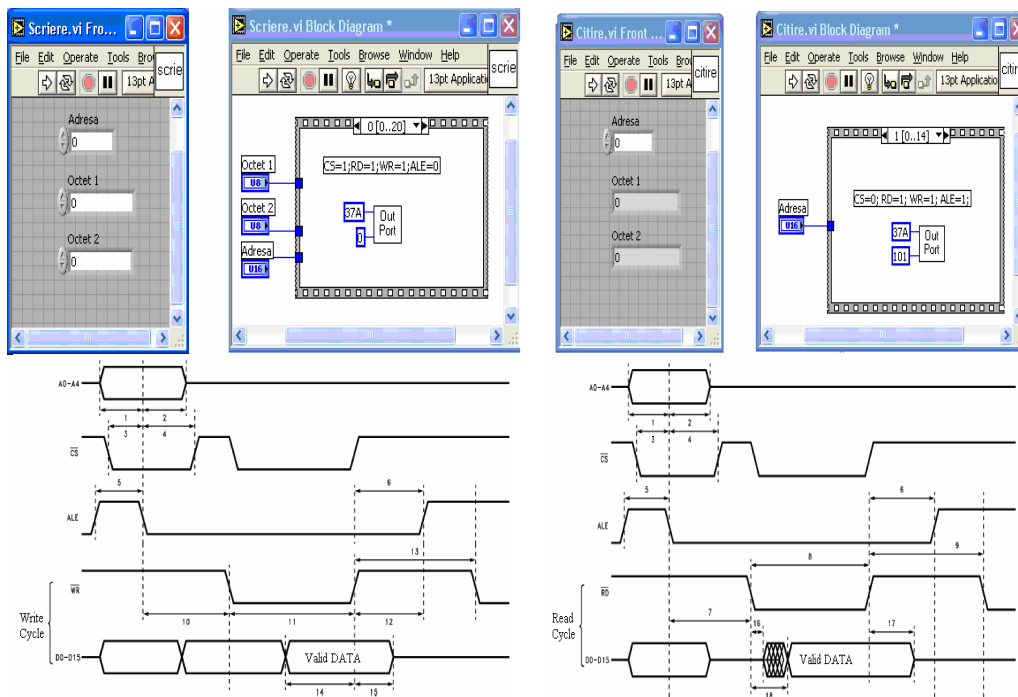 Scriere.vi Fro...
File Edit Operate Tools Bro
scrie
13pt A
Adresa
0
Octet 1
0
Octet 2
0
Scriere.vi Block Diagram *
File Edit Operate Tools Browse Window Help
scrie
13pt Applicati
0 [0..20]
CS=1;RD=1;WR=1;ALE=0
Octet 1
U8
Octet 2
U8
Adresa
U16
37A
0
Out
Port
Citire.vi Front ...
File Edit Operate Tools
citire
13pt A
Adresa
0
Octet 1
0
Octet 2
0
Citire.vi Block Diagram *
File Edit Operate Tools Browse Window
citir
13pt Application
1 [0..14]
CS=0; RD=1; WR=1; ALE=1;
Adresa
U16
37A
101
Out
Port
A0-A4
1 2
3 4
CS
5 6
ALE
13
WR
10 11 12
Write
Cycle
D0-D15
Valid DATA
14 15
A0-A4
1 2
3 4
CS
5 6
ALE
8 9
RD
7
Read
Cycle
16 17
D0-D15
Valid DATA
18